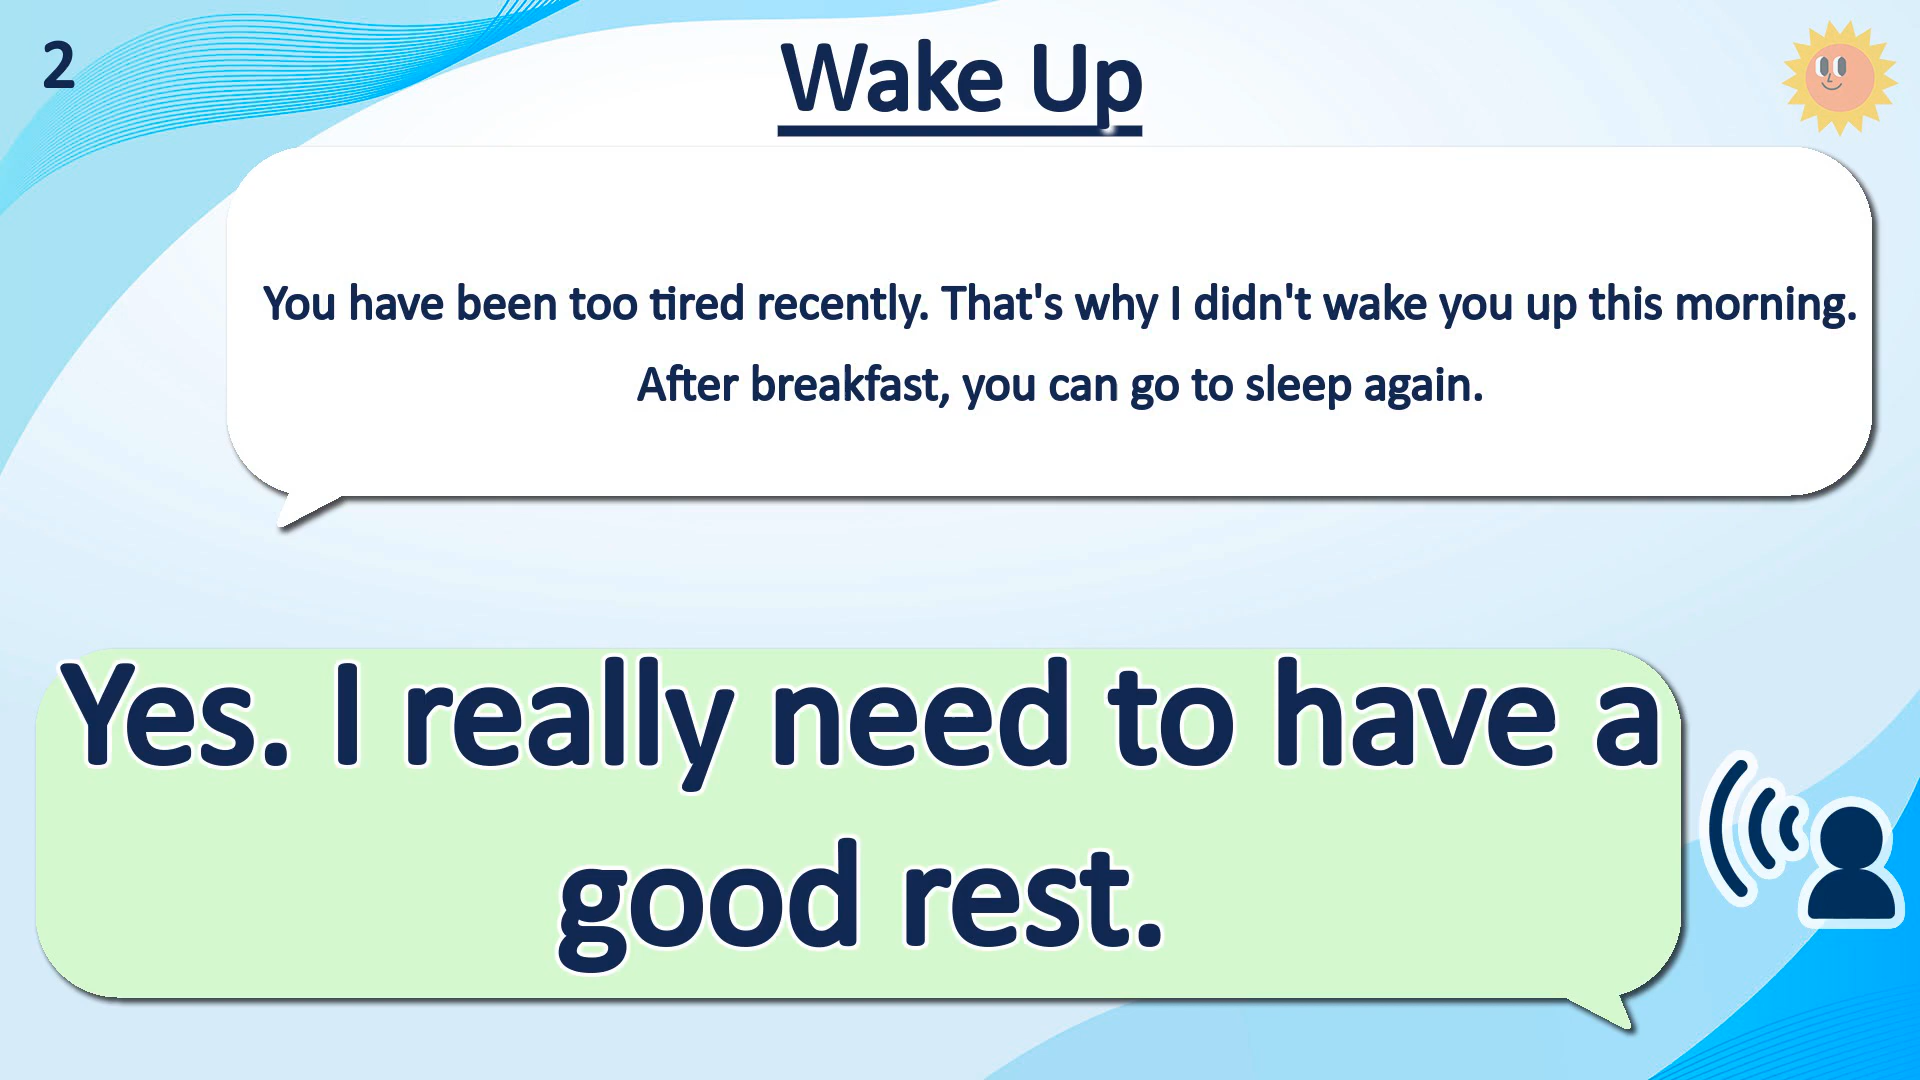 2
Wake Up
You have been too tired recently. That's why I didn't wake you up this morning.
After breakfast, you can go to sleep again.
Yes. I really need to have a
good rest.